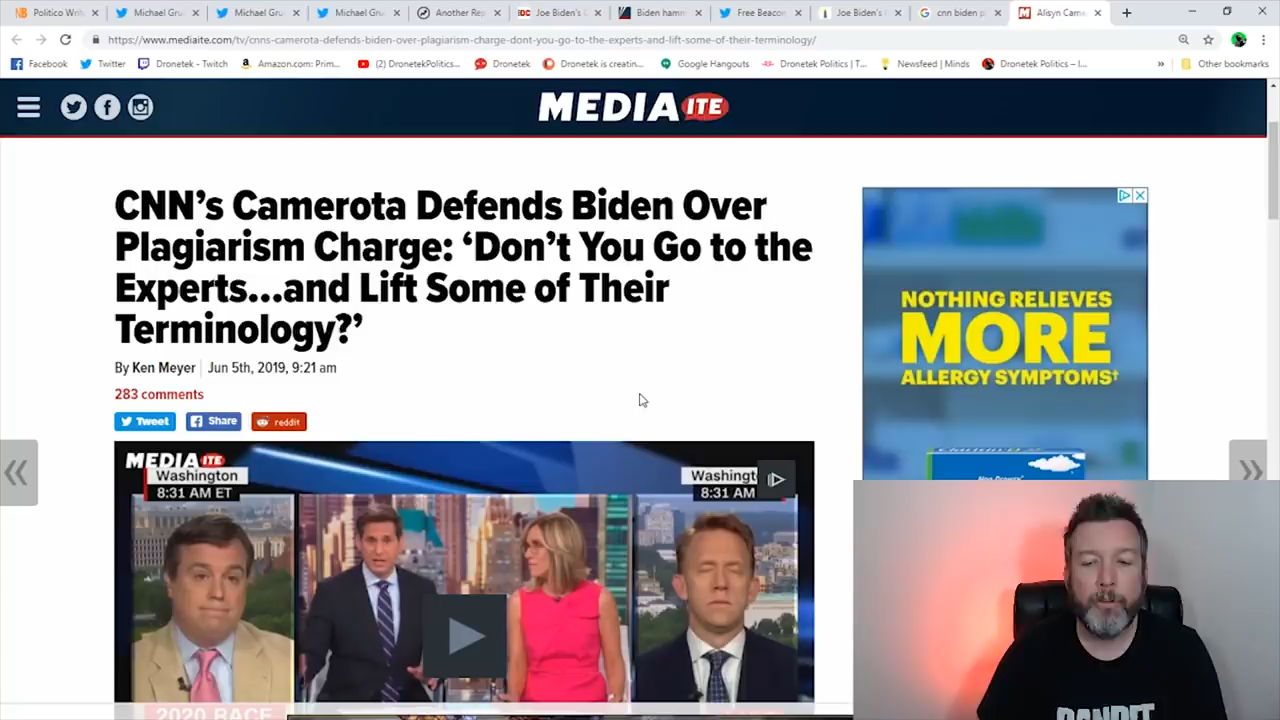 Politico Writ
Michael Gru
Michael Gru
Michael Gru
Another Rep
Joe Biden's C
Biden hamm
Free Beacon
Joe Biden's
cnn biden pl
Alisyn Came
https://www.mediaite.com/tv/cnns-camerota-defends-biden-over-plagiarism-charge-dont-you-go-to-the-experts-and-lift-some-of-their-terminology/
Facebook
Twitter
Dronetek - Twitch
Amazon.com: Prim...
(2) DronetekPolitics...
Dronetek
Dronetek is creatin...
Google Hangouts
Dronetek Politics | T...
Newsfeed | Minds
Dronetek Politics – I...
»
Other bookmarks
MEDIAITE
CNN’s Camerota Defends Biden Over
Plagiarism Charge: ‘Don’t You Go to the
Experts...and Lift Some of Their
Terminology?’
By Ken Meyer | Jun 5th, 2019, 9:21 am
283 comments
Tweet
Share
reddit
NOTHING RELIEVES
MORE
ALLERGY SYMPTOMS†
MEDIAITE
Washington
8:31 AM ET
Washingt
8:31 AM
2020 RACE
BANDIT